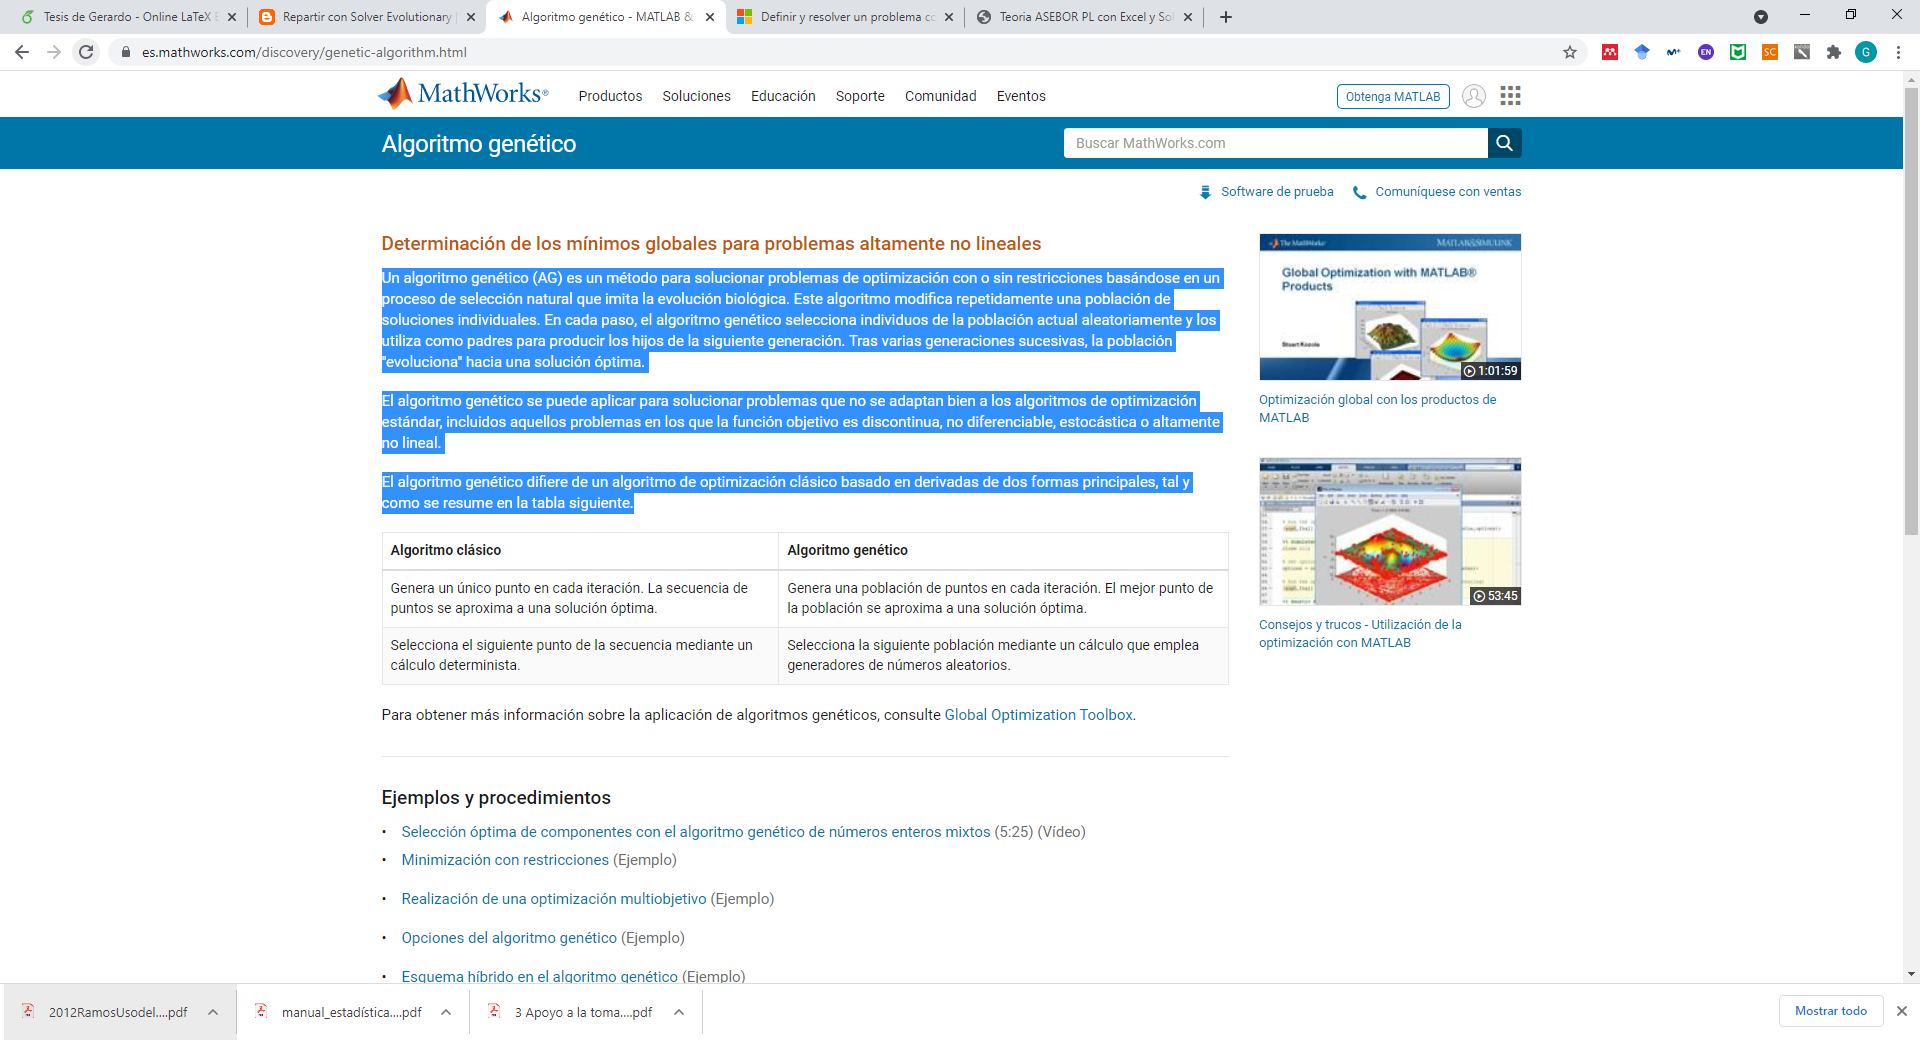 Tesis de Gerardo - Online LaTeX E
Repartir con Solver Evolutionary
Algoritmo genético - MATLAB &
Definir y resolver un problema co
Teoria ASEBOR PL con Excel y So
es.mathworks.com/discovery/genetic-algorithm.html
MathWorks®
Productos
Soluciones
Educación
Soporte
Comunidad
Eventos
Obtenga MATLAB
Algoritmo genético
Buscar MathWorks.com
Software de prueba
Comuníquese con ventas
Determinación de los mínimos globales para problemas altamente no lineales
Un algoritmo genético (AG) es un método para solucionar problemas de optimización con o sin restricciones basándose en un
proceso de selección natural que imita la evolución biológica. Este algoritmo modifica repetidamente una población de
soluciones individuales. En cada paso, el algoritmo genético selecciona individuos de la población actual aleatoriamente y los
utiliza como padres para producir los hijos de la siguiente generación. Tras varias generaciones sucesivas, la población
"evoluciona" hacia una solución óptima.
El algoritmo genético se puede aplicar para solucionar problemas que no se adaptan bien a los algoritmos de optimización
estándar, incluidos aquellos problemas en los que la función objetivo es discontinua, no diferenciable, estocástica o altamente
no lineal.
El algoritmo genético difiere de un algoritmo de optimización clásico basado en derivadas de dos formas principales, tal y
como se resume en la tabla siguiente.
Algoritmo clásico
Algoritmo genético
Genera un único punto en cada iteración. La secuencia de
puntos se aproxima a una solución óptima.
Genera una población de puntos en cada iteración. El mejor punto de
la población se aproxima a una solución óptima.
Selecciona el siguiente punto de la secuencia mediante un
cálculo determinista.
Selecciona la siguiente población mediante un cálculo que emplea
generadores de números aleatorios.
Para obtener más información sobre la aplicación de algoritmos genéticos, consulte Global Optimization Toolbox.
The MathWorks
MATLAB&SIMULINK
Global Optimization with MATLAB®
Products
Stuart Kozola
1:01:59
Optimización global con los productos de
MATLAB
53:45
Consejos y trucos - Utilización de la
optimización con MATLAB
Ejemplos y procedimientos
Selección óptima de componentes con el algoritmo genético de números enteros mixtos (5:25) (Vídeo)
Minimización con restricciones (Ejemplo)
Realización de una optimización multiobjetivo (Ejemplo)
Opciones del algoritmo genético (Ejemplo)
Esquema híbrido en el algoritmo genético (Ejemplo)
2012RamosUsodel....pdf
manual_estadística....pdf
3 Apoyo a la toma....pdf
Mostrar todo